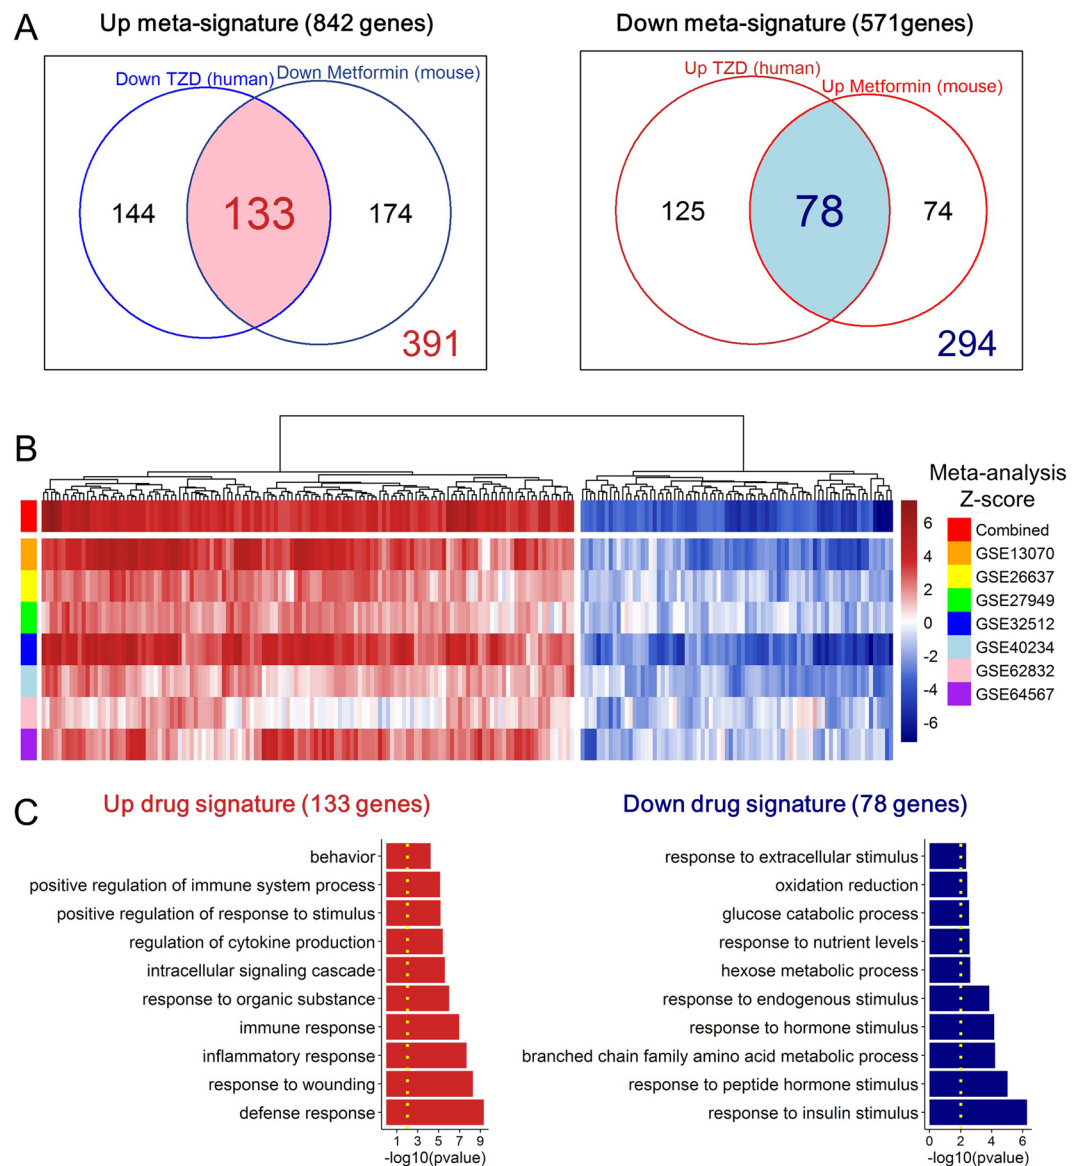 A
Up meta-signature (842 genes)
Down meta-signature (571genes)
Down TZD (human)
Down Metformin (mouse)
144
133
174
391
Up TZD (human)
Up Metformin (mouse)
125
78
74
294
B
Meta-analysis
Z-score
6
4
2
0
-2
-4
-6
Combined
GSE13070
GSE26637
GSE27949
GSE32512
GSE40234
GSE62832
GSE64567
C
Up drug signature (133 genes)
behavior
positive regulation of immune system process
positive regulation of response to stimulus
regulation of cytokine production
intracellular signaling cascade
response to organic substance
immune response
inflammatory response
response to wounding
defense response
1 3 5 7 9
-log10(pvalue)
Down drug signature (78 genes)
response to extracellular stimulus
oxidation reduction
glucose catabolic process
response to nutrient levels
hexose metabolic process
response to endogenous stimulus
response to hormone stimulus
branched chain family amino acid metabolic process
response to peptide hormone stimulus
response to insulin stimulus
0 2 4 6
-log10(pvalue)